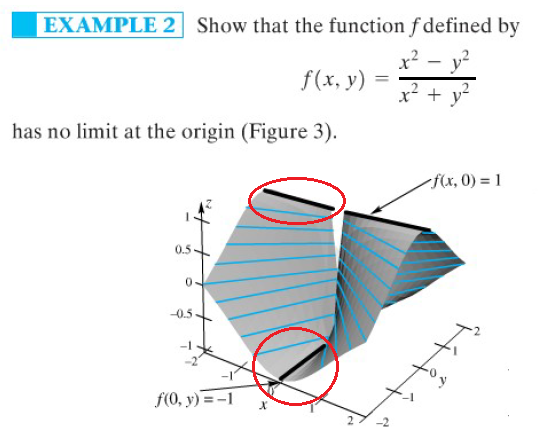 EXAMPLE 2 Show that the function f defined by
f(x, y) = x² − y² / x² + y²
has no limit at the origin (Figure 3).
f(x, 0) = 1
z
1
0.5
0
−0.5
−1
−2
−1
0
x
1
2
f(0, y) = −1
2
1
0
y
−1
−2